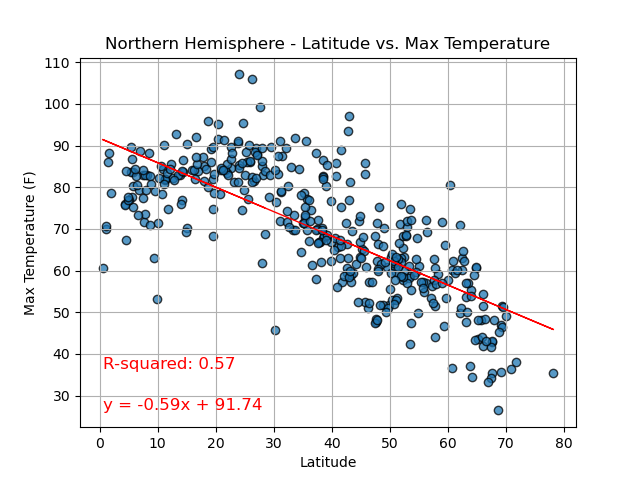 Northern Hemisphere - Latitude vs. Max Temperature
110
100
90
80
70
60
50
40
30
Max Temperature (F)
R-squared: 0.57
y = -0.59x + 91.74
0 10 20 30 40 50 60 70 80
Latitude